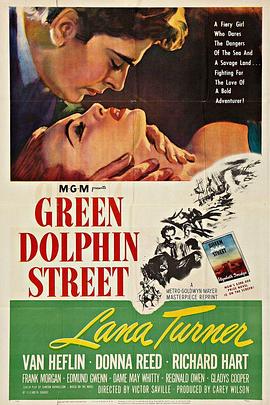 A Fiery Girl
Who Dares
The Dangers
Of The Sea And
A Savage Land....
Fighting For
The Love Of
A Bold
Adventurer!
M-G-M presents
GREEN
DOLPHIN
STREET
GREEN
STREET
A
METRO-GOLDWYN-MAYER
MASTERPIECE REPRINT
Lana Turner
VAN HEFLIN · DONNA REED · RICHARD HART
FRANK MORGAN · EDMUND GWENN · DAME MAY WHITTY · REGINALD OWEN · GLADYS COOPER
DIRECTED BY VICTOR SAVILLE · PRODUCED BY CAREY WILSON